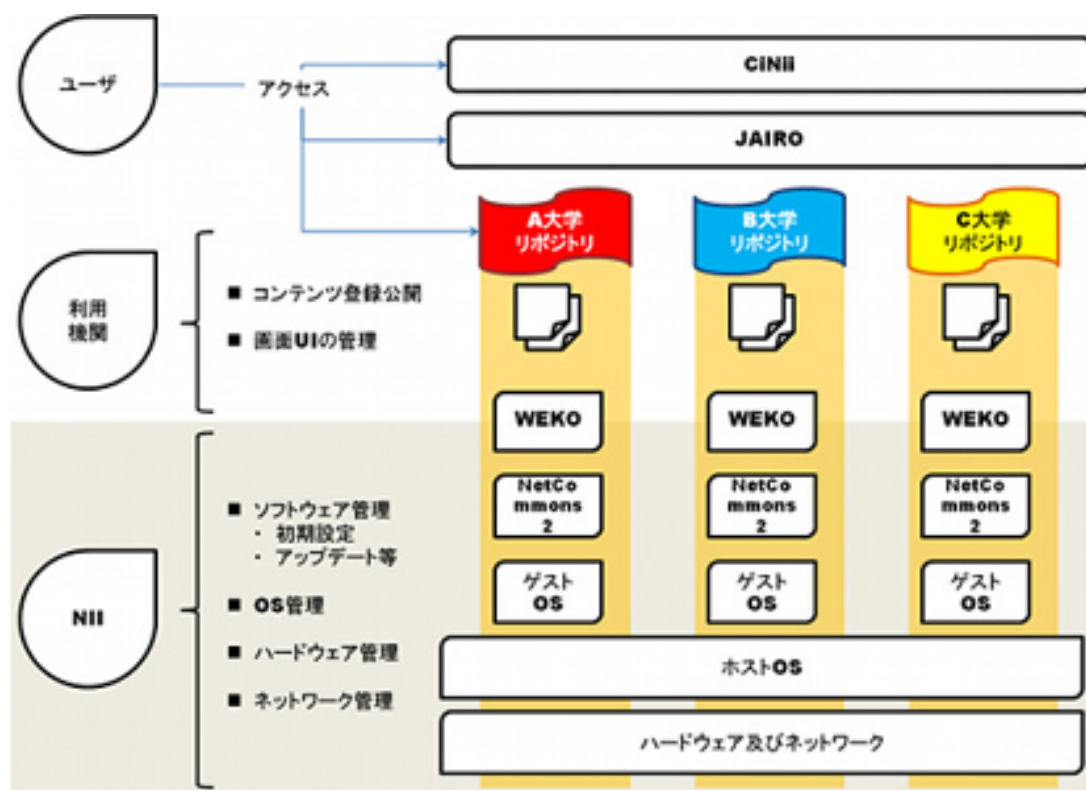 ユーザ
アクセス
CiNii
JAIRO
A大学
リポジトリ
B大学
リポジトリ
C大学
リポジトリ
利用
機関
■ コンテンツ登録公開
■ 画面UIの管理
WEKO
WEKO
WEKO
NII
■ ソフトウェア管理
・ 初期設定
・ アップデート等
■ OS管理
■ ハードウェア管理
■ ネットワーク管理
NetCo
mmons
2
NetCo
mmons
2
NetCo
mmons
2
ゲスト
OS
ゲスト
OS
ゲスト
OS
ホストOS
ハードウェア及びネットワーク